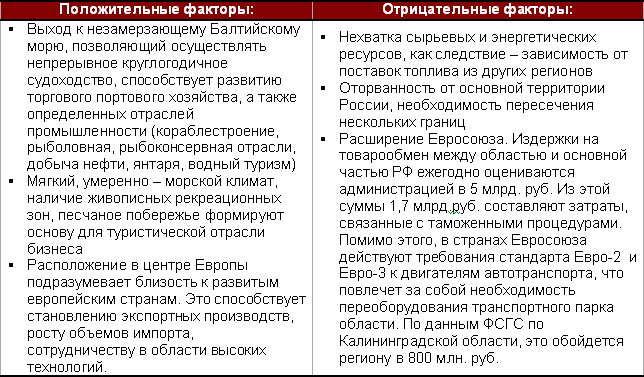 Положительные факторы:
▪ Выход к незамерзающему Балтийскому
морю, позволяющий осуществлять
непрерывное круглогодичное
судоходство, способствует развитию
торгового портового хозяйства, а также
определенных отраслей
промышленности (кораблестроение,
рыболовная, рыбоконсервная отрасли,
добыча нефти, янтаря, водный туризм)
▪ Мягкий, умеренно – морской климат,
наличие живописных рекреационных
зон, песчаное побережье формируют
основу для туристической отрасли
бизнеса
▪ Расположение в центре Европы
подразумевает близость к развитым
европейским странам. Это способствует
становлению экспортных производств,
росту объемов импорта,
сотрудничеству в области высоких
технологий.
Отрицательные факторы:
▪ Нехватка сырьевых и энергетических
ресурсов, как следствие – зависимость от
поставок топлива из других регионов
▪ Оторванность от основной территории
России, необходимость пересечения
нескольких границ
▪ Расширение Евросоюза. Издержки на
товарообмен между областью и основной
частью РФ ежегодно оцениваются
администрацией в 5 млрд. руб. Из этой
суммы 1,7 млрд.руб. составляют затраты,
связанные с таможенными процедурами.
Помимо этого, в странах Евросоюза
действуют требования стандарта Евро-2 и
Евро-3 к двигателям автотранспорта, что
повлечет за собой необходимость
переоборудования транспортного парка
области. По данным ФСГС по
Калининградской области, это обойдется
региону в 800 млн. руб.